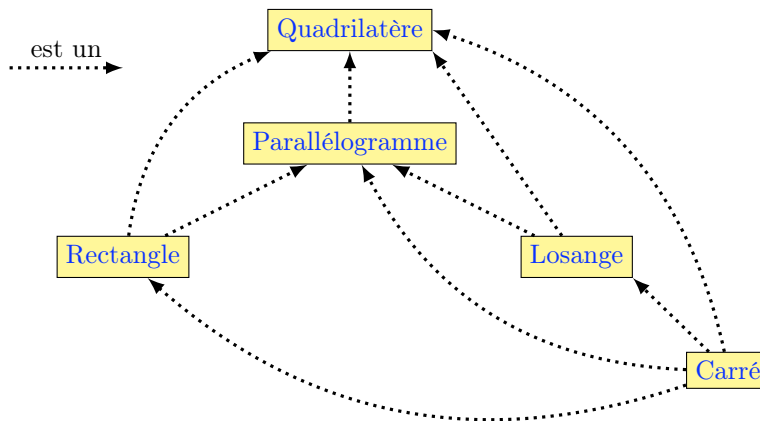 Quadrilatère
est un
Parallélogramme
Rectangle
Losange
Carré